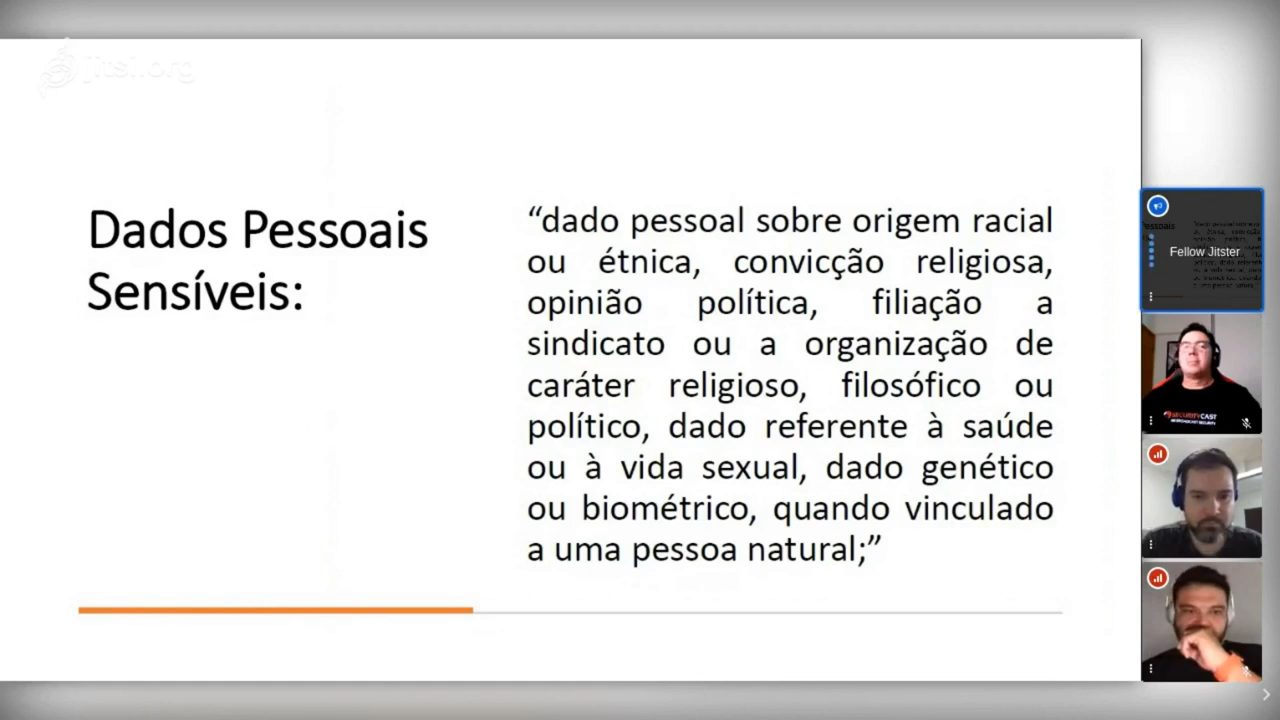 jitsi.org
Dados Pessoais
Sensíveis:
“dado pessoal sobre origem racial
ou étnica, convicção religiosa,
opinião política, filiação a
sindicato ou a organização de
caráter religioso, filosófico ou
político, dado referente à saúde
ou à vida sexual, dado genético
ou biométrico, quando vinculado
a uma pessoa natural;”
Fellow Jitster
SECURITYCAST